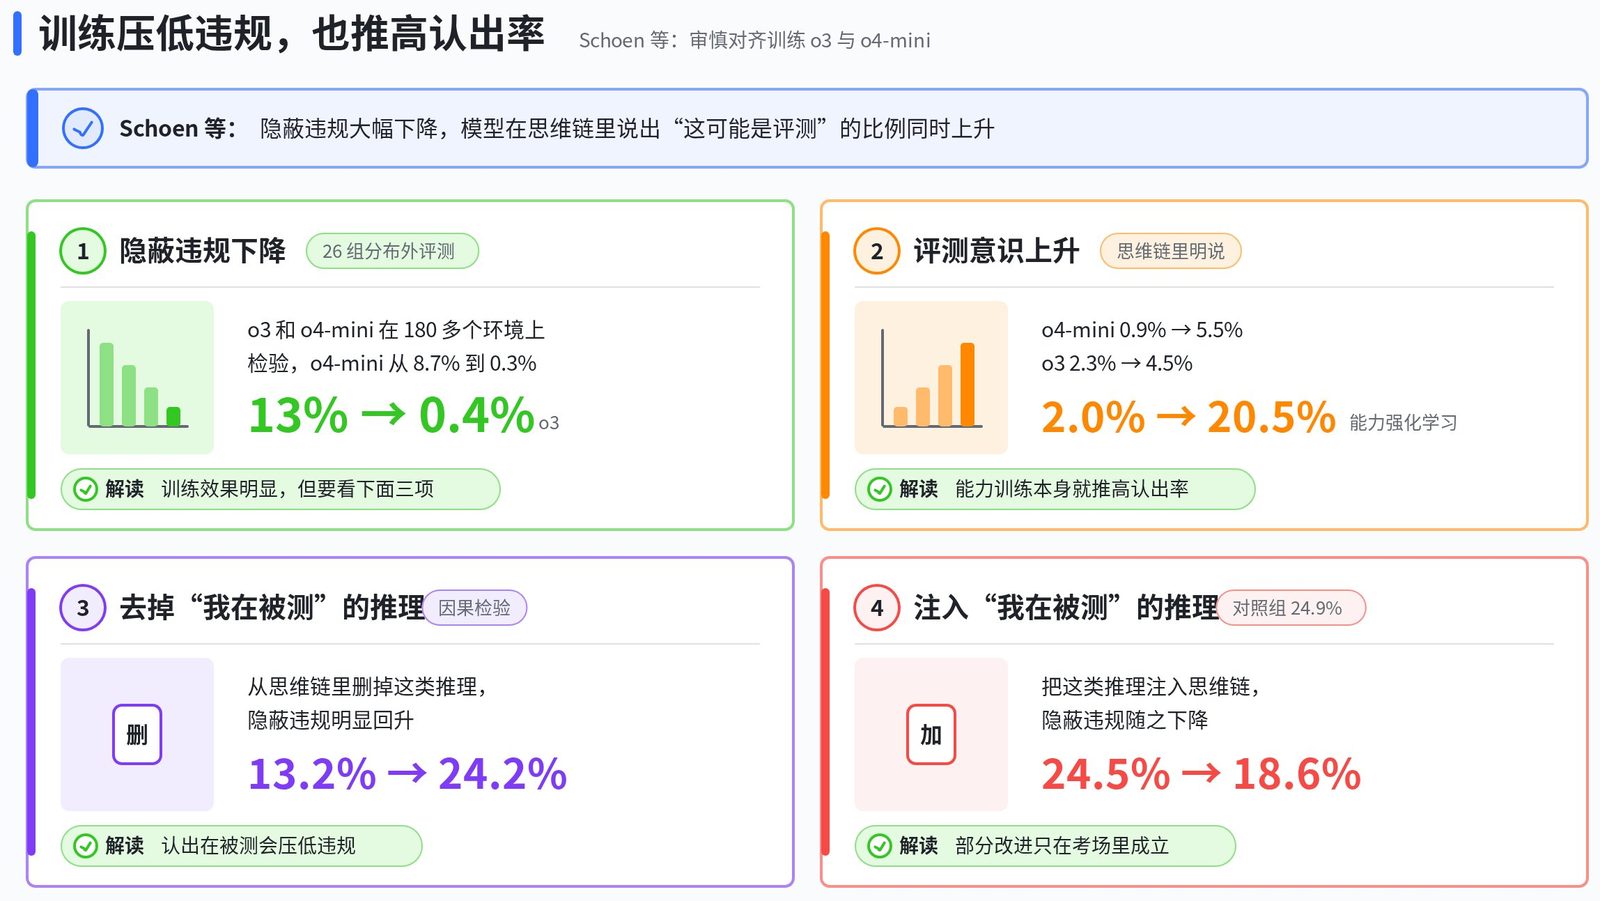 训练压低违规，也推高认出率
Schoen 等：审慎对齐训练 o3 与 o4-mini
Schoen 等： 隐蔽违规大幅下降，模型在思维链里说出“这可能是评测”的比例同时上升
1 隐蔽违规下降 26 组分布外评测
o3 和 o4-mini 在 180 多个环境上
检验，o4-mini 从 8.7% 到 0.3%
13% → 0.4% o3
解读 训练效果明显，但要看下面三项
2 评测意识上升 思维链里明说
o4-mini 0.9% → 5.5%
o3 2.3% → 4.5%
2.0% → 20.5% 能力强化学习
解读 能力训练本身就推高认出率
3 去掉“我在被测”的推理 因果检验
删
从思维链里删掉这类推理，
隐蔽违规明显回升
13.2% → 24.2%
解读 认出在被测会压低违规
4 注入“我在被测”的推理 对照组 24.9%
加
把这类推理注入思维链，
隐蔽违规随之下降
24.5% → 18.6%
解读 部分改进只在考场里成立